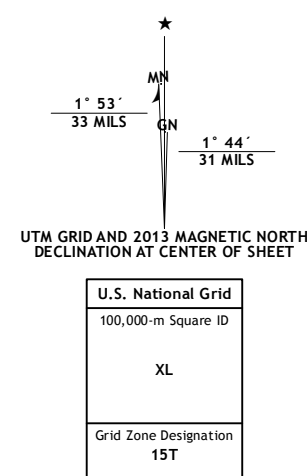 ★
MN
1° 53´
33 MILS
GN
1° 44´
31 MILS
UTM GRID AND 2013 MAGNETIC NORTH
DECLINATION AT CENTER OF SHEET
U.S. National Grid
100,000-m Square ID
XL
Grid Zone Designation
15T